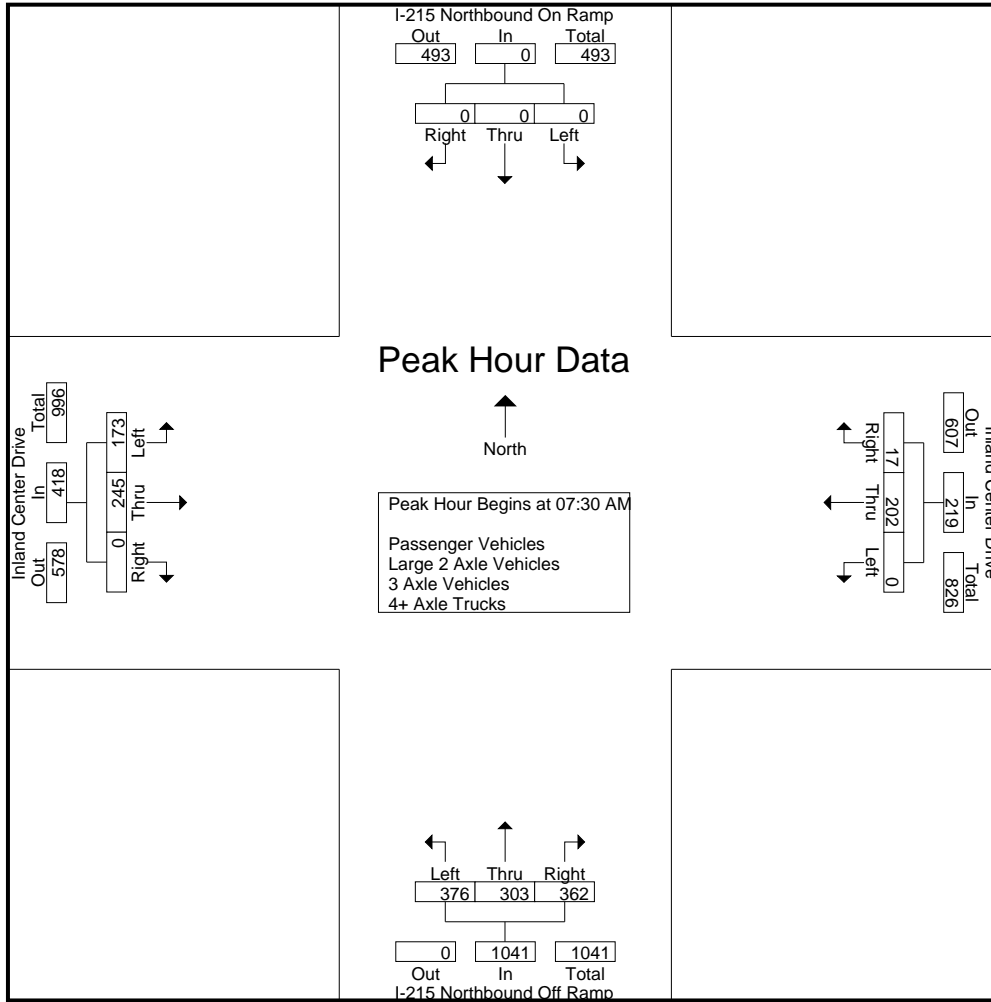 I-215 Northbound On Ramp
Out In Total
493 0 493
0 0 0
Right Thru Left
Peak Hour Data
North
Peak Hour Begins at 07:30 AM
Passenger Vehicles
Large 2 Axle Vehicles
3 Axle Vehicles
4+ Axle Trucks
Inland Center Drive
Out In Total
578 418 996
Left Thru Right
173 245 0
Inland Center Drive
Out In Total
607 219 826
Right Thru Left
17 202 0
Left Thru Right
376 303 362
0 1041 1041
Out In Total
I-215 Northbound Off Ramp